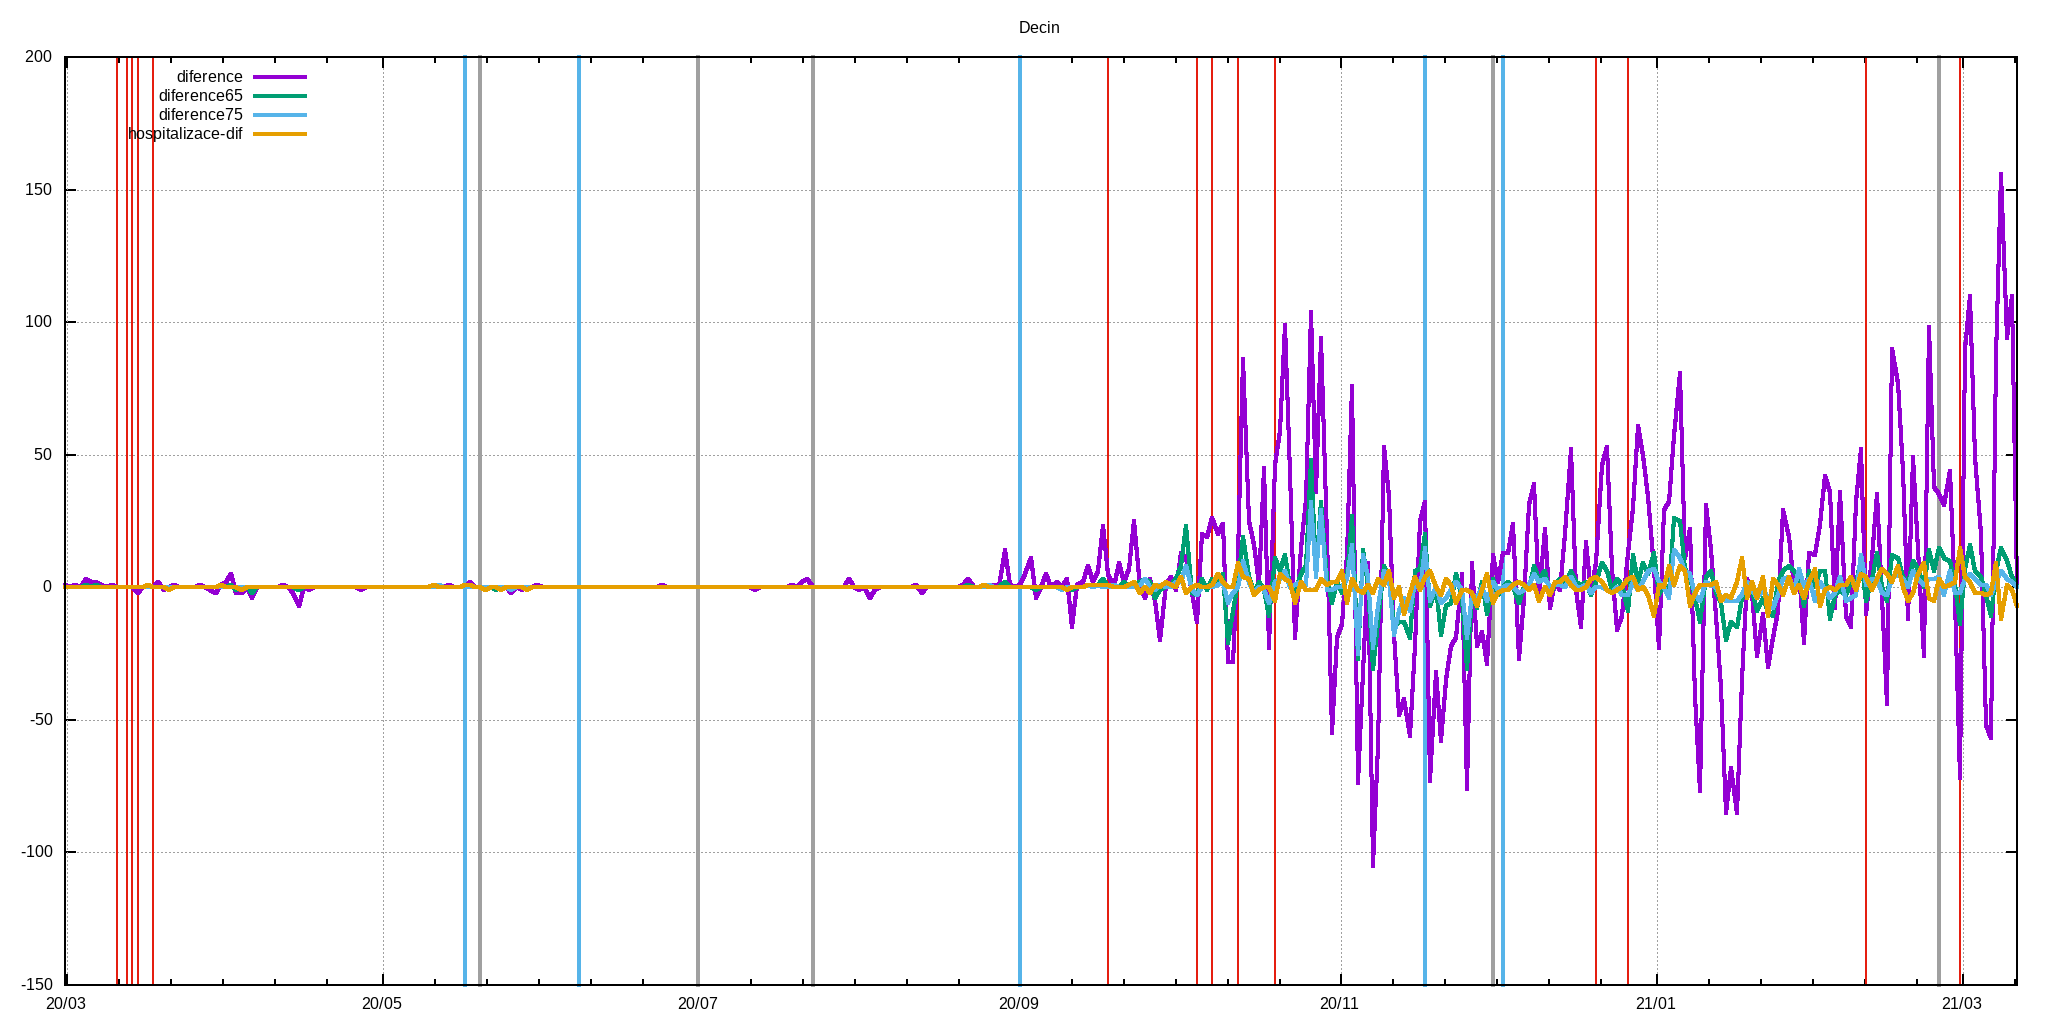 Decin
200
diference
diference65
diference75
hospitalizace-dif
150
100
50
0
-50
-100
-150
20/03 20/05 20/07 20/09 20/11 21/01 21/03